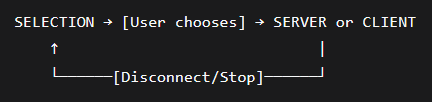 SELECTION → [User chooses] → SERVER or CLIENT
↑ |
└──────[Disconnect/Stop]──────┘